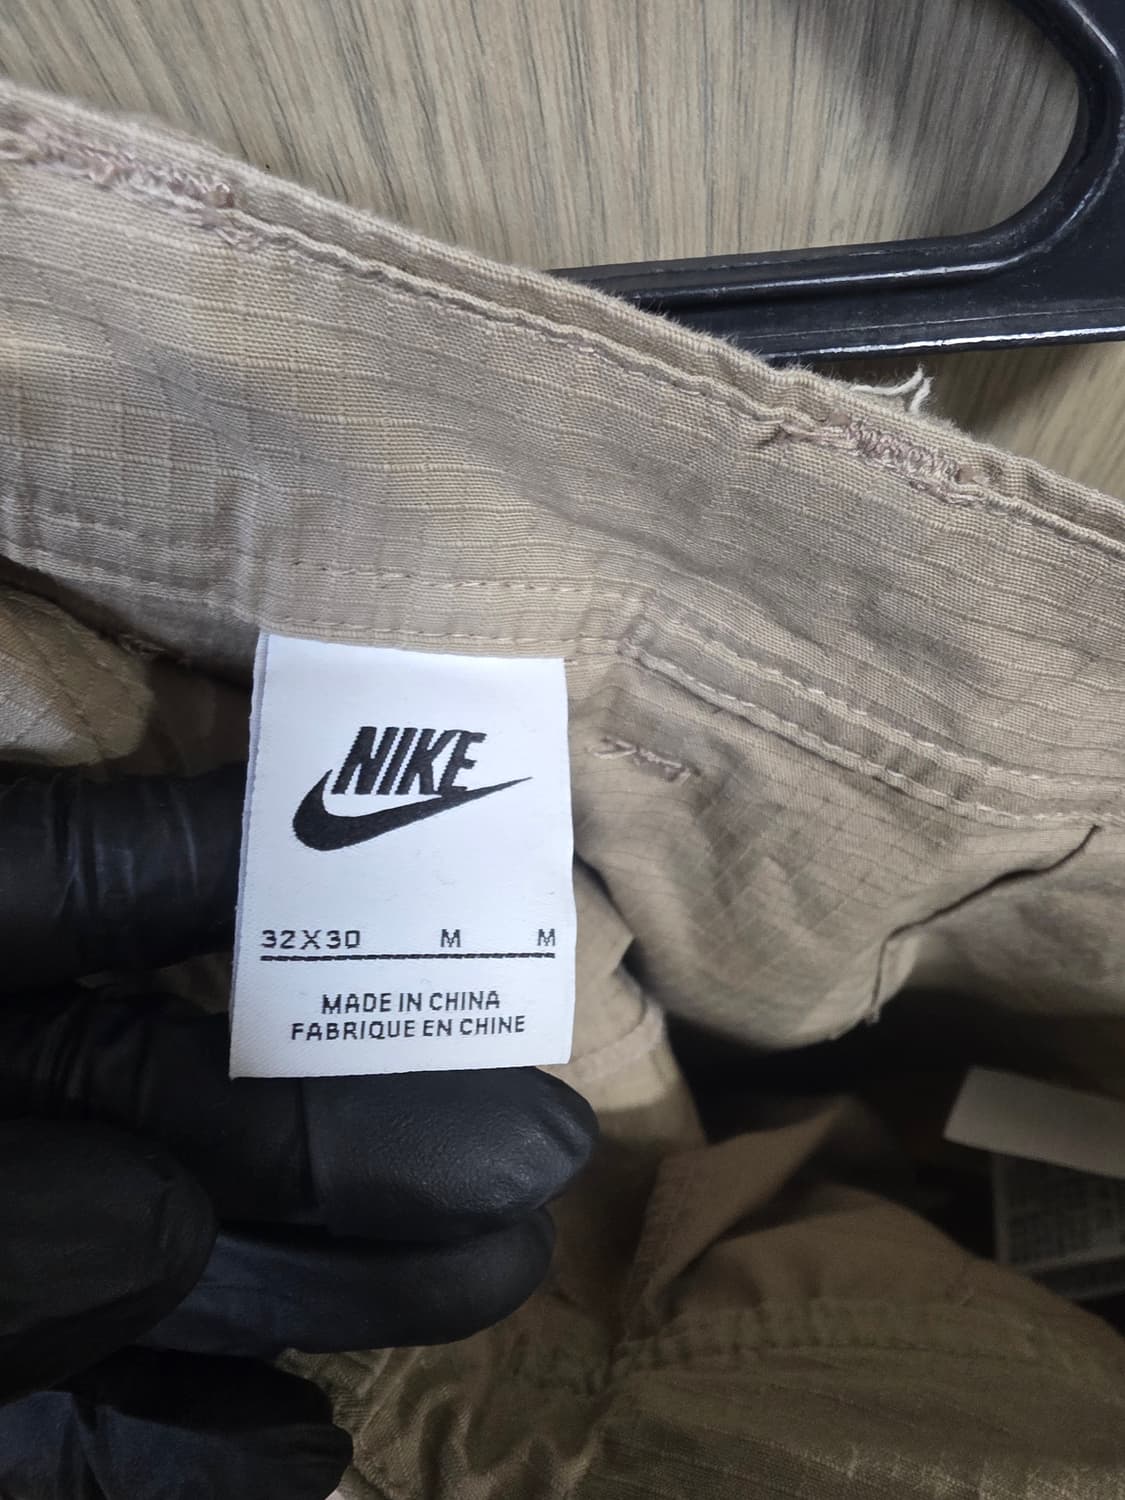 NIKE
32X30 M M
MADE IN CHINA
FABRIQUE EN CHINE